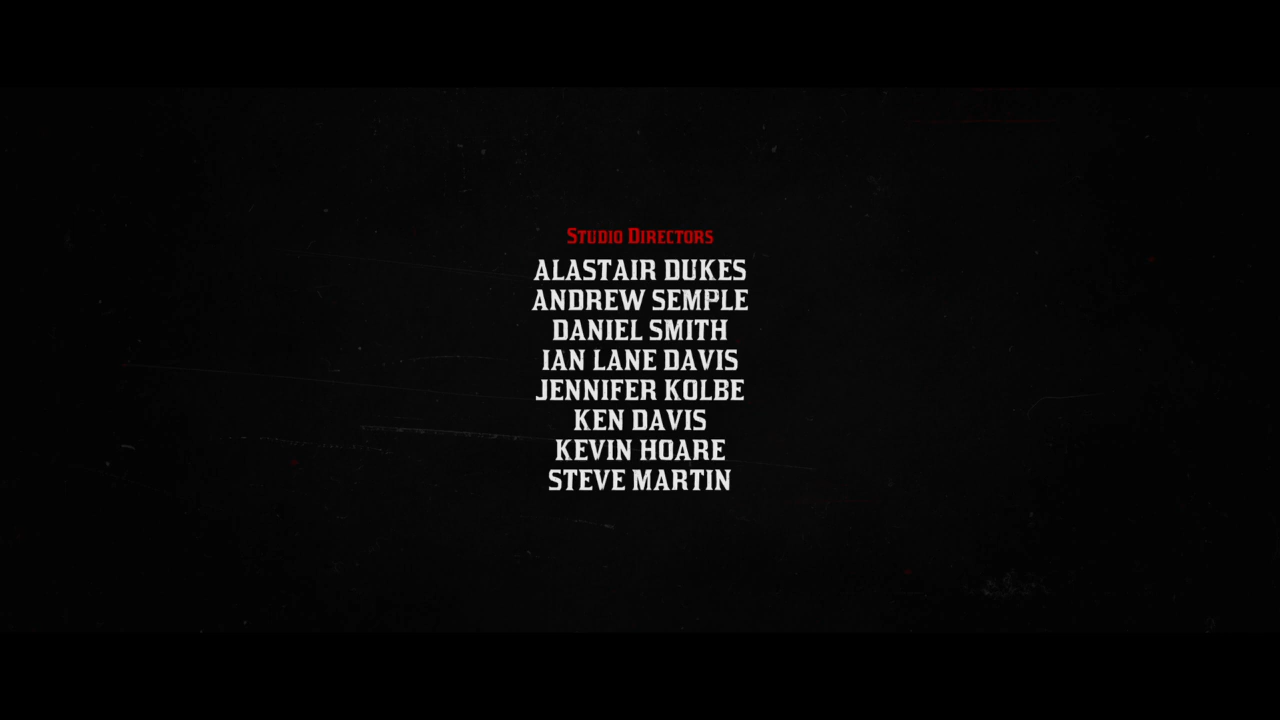 Studio Directors
ALASTAIR DUKES
ANDREW SEMPLE
DANIEL SMITH
IAN LANE DAVIS
JENNIFER KOLBE
KEN DAVIS
KEVIN HOARE
STEVE MARTIN